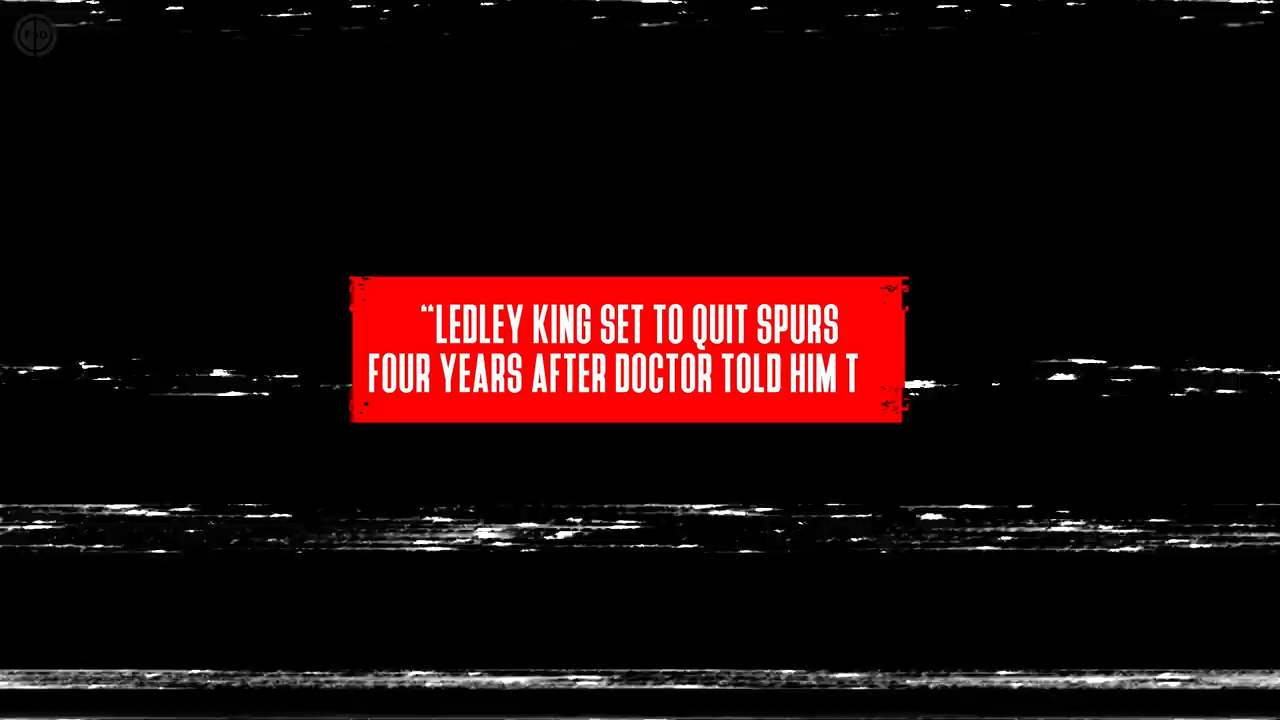 “LEDLEY KING SET TO QUIT SPURS
FOUR YEARS AFTER DOCTOR TOLD HIM T